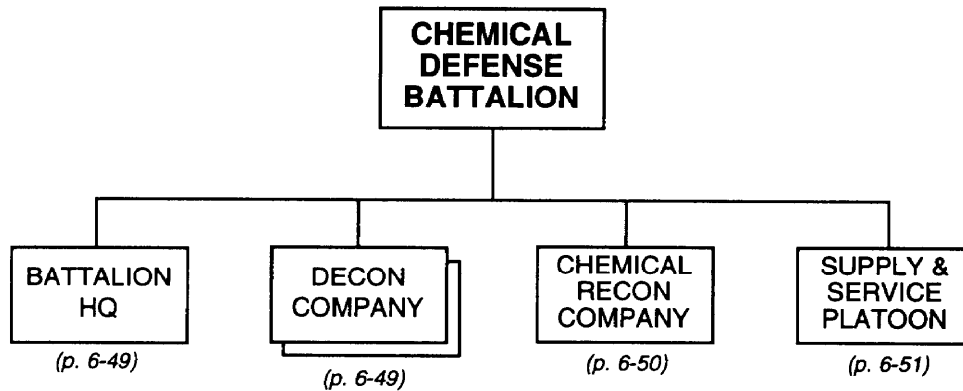 CHEMICAL
DEFENSE
BATTALION
BATTALION
HQ
(p. 6-49)
DECON
COMPANY
(p. 6-49)
CHEMICAL
RECON
COMPANY
(p. 6-50)
SUPPLY &
SERVICE
PLATOON
(p. 6-51)